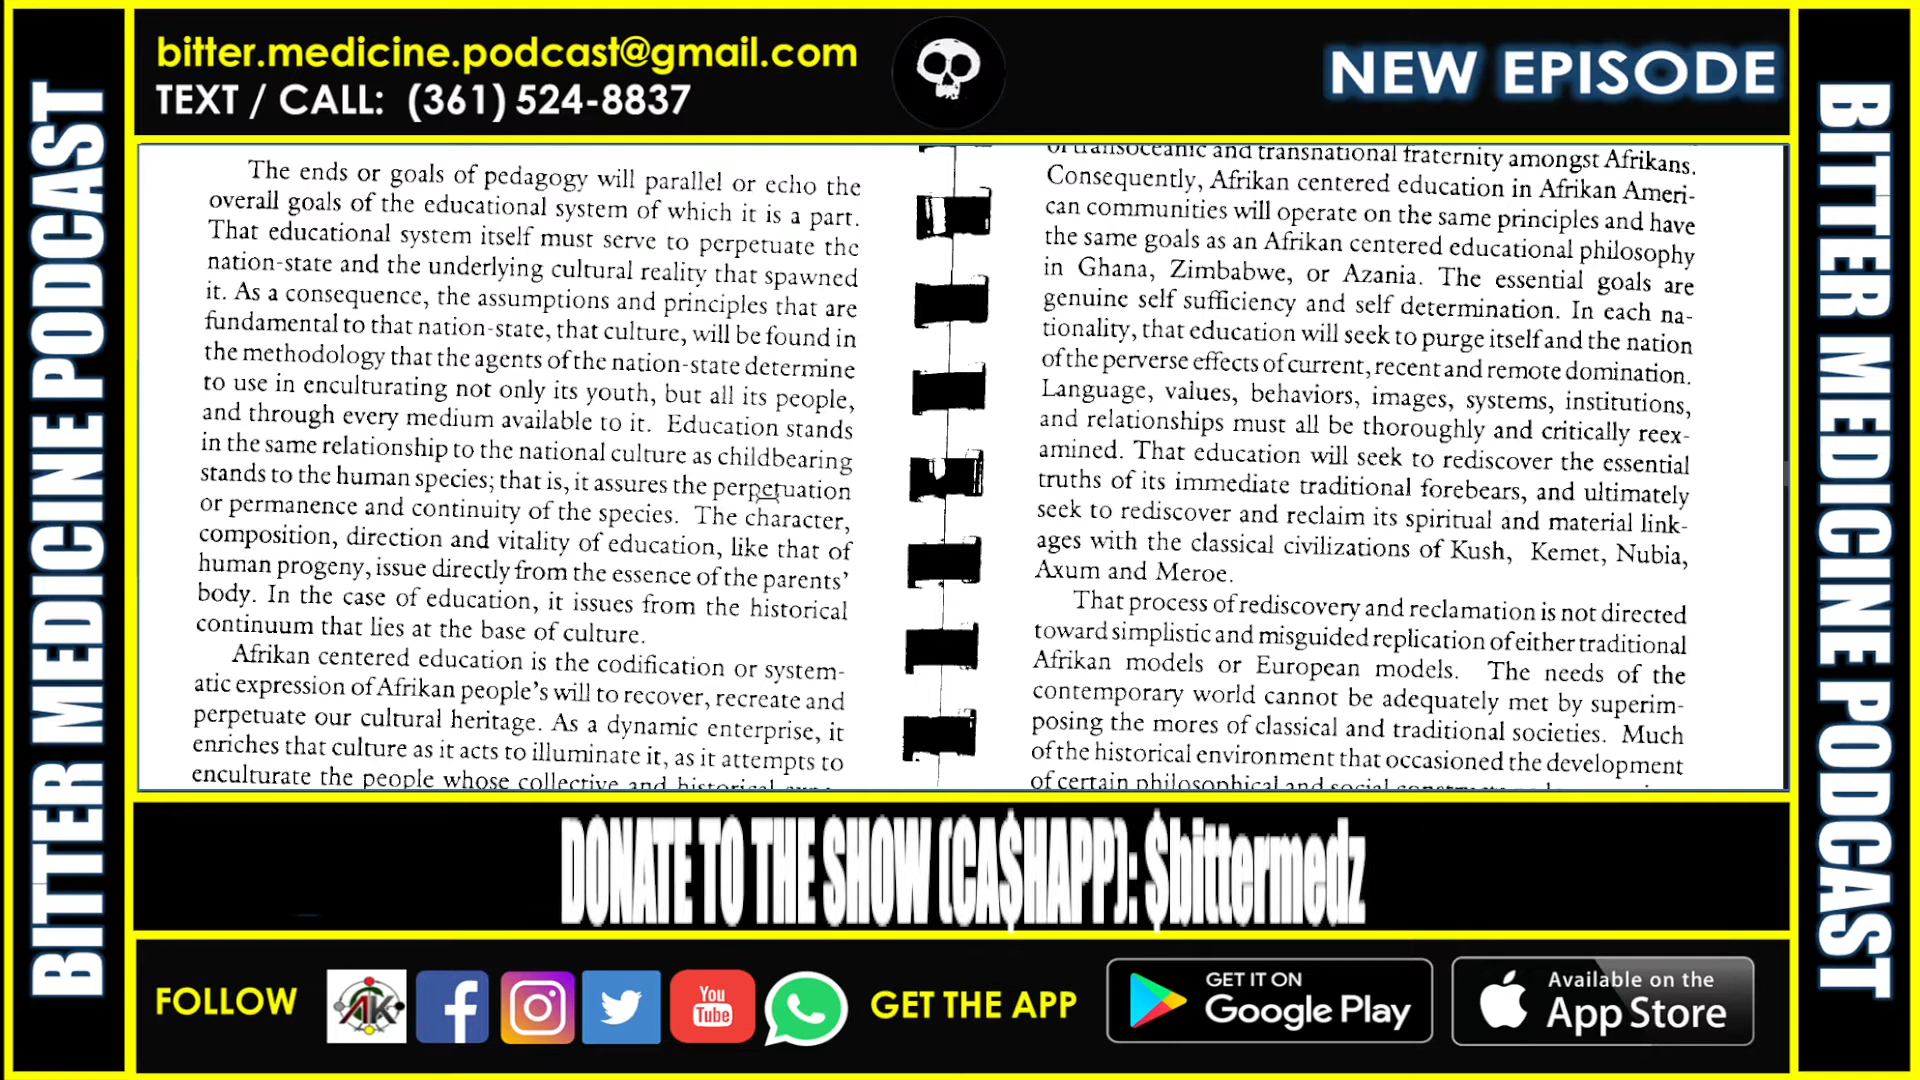 BITTER MEDICINE PODCAST
bitter.medicine.podcast@gmail.com
TEXT / CALL: (361) 524-8837
NEW EPISODE
The ends or goals of pedagogy will parallel or echo the
overall goals of the educational system of which it is a part.
That educational system itself must serve to perpetuate the
nation-state and the underlying cultural reality that spawned
it. As a consequence, the assumptions and principles that are
fundamental to that nation-state, that culture, will be found in
the methodology that the agents of the nation-state determine
to use in enculturating not only its youth, but all its people,
and through every medium available to it. Education stands
in the same relationship to the national culture as childbearing
stands to the human species; that is, it assures the perpetuation
or permanence and continuity of the species. The character,
composition, direction and vitality of education, like that of
human progeny, issue directly from the essence of the parents'
body. In the case of education, it issues from the historical
continuum that lies at the base of culture.
Afrikan centered education is the codification or system-
atic expression of Afrikan people's will to recover, recreate and
perpetuate our cultural heritage. As a dynamic enterprise, it
enriches that culture as it acts to illuminate it, as it attempts to
enculturate the people whose collective and historical
of transoceanic and transnational fraternity amongst Afrikans.
Consequently, Afrikan centered education in Afrikan Ameri-
can communities will operate on the same principles and have
the same goals as an Afrikan centered educational philosophy
in Ghana, Zimbabwe, or Azania. The essential goals are
genuine self sufficiency and self determination. In each na-
tionality, that education will seek to purge itself and the nation
of the perverse effects of current, recent and remote domination.
Language, values, behaviors, images, systems, institutions,
and relationships must all be thoroughly and critically reex-
amined. That education will seek to rediscover the essential
truths of its immediate traditional forebears, and ultimately
seek to rediscover and reclaim its spiritual and material link-
ages with the classical civilizations of Kush, Kemet, Nubia,
Axum and Meroe.
That process of rediscovery and reclamation is not directed
toward simplistic and misguided replication of either traditional
Afrikan models or European models. The needs of the
contemporary world cannot be adequately met by superim-
posing the mores of classical and traditional societies. Much
of the historical environment that occasioned the development
of certain philosophical and social
BITTER MEDICINE PODCAST
DONATE TO THE SHOW (CA$HAPP): $bittermedz
FOLLOW
AK
You
Tube
GET THE APP
GET IT ON
Google Play
Available on the
App Store